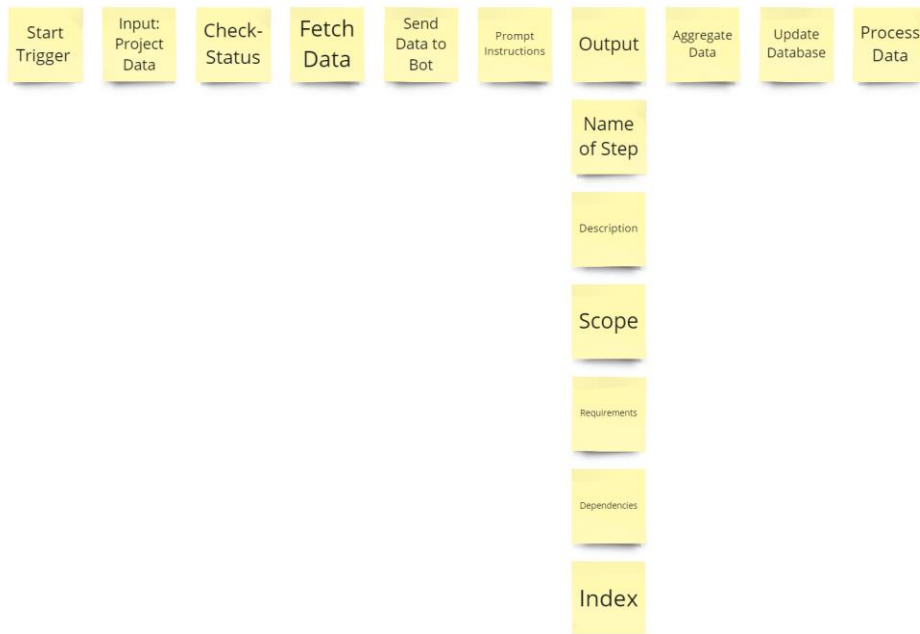 Start
Trigger
Input:
Project
Data
Check-
Status
Fetch
Data
Send
Data to
Bot
Prompt
Instructions
Output
Aggregate
Data
Update
Database
Process
Data
Name
of Step
Description
Scope
Requirements
Dependencies
Index